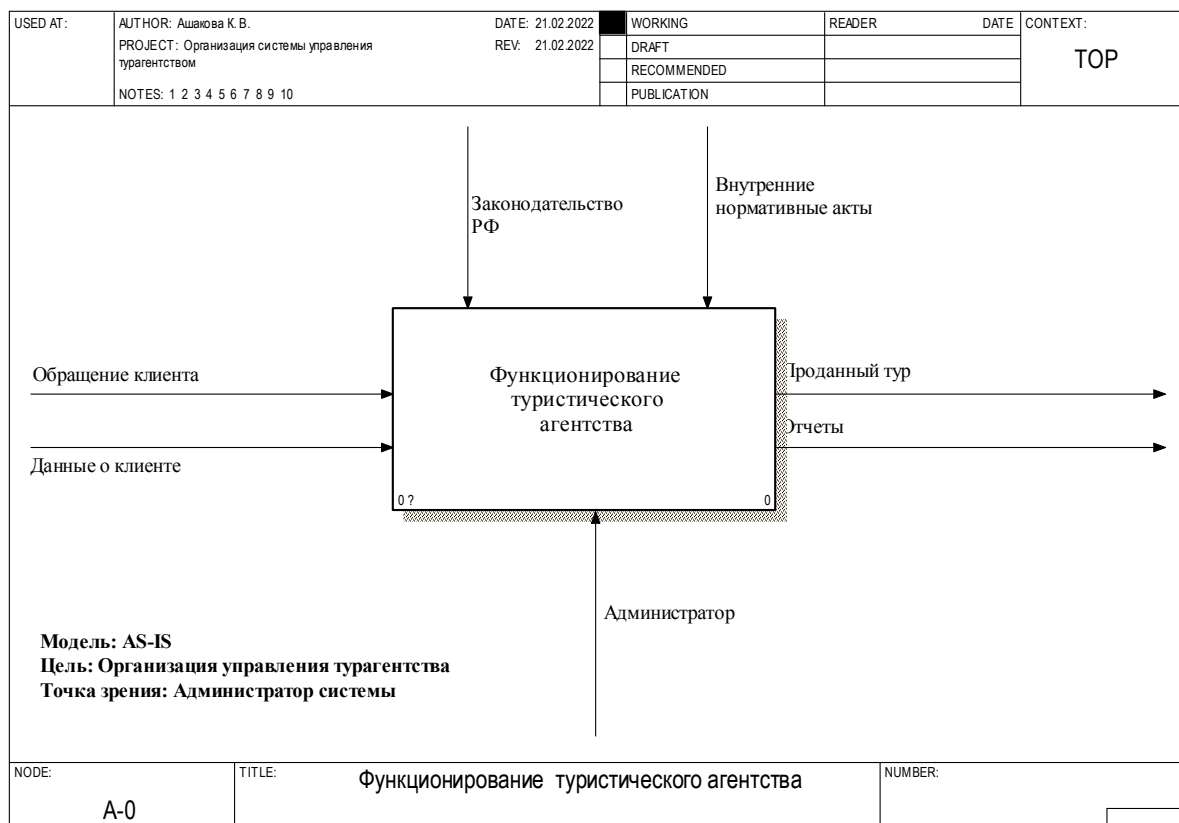 USED AT:
AUTHOR: Ашакова К. В.
DATE: 21.02.2022
PROJECT: Организация системы управления
турагентством
REV: 21.02.2022
NOTES: 1 2 3 4 5 6 7 8 9 10
WORKING
DRAFT
RECOMMENDED
PUBLICATION
READER
DATE
CONTEXT:
TOP
Законодательство
РФ
Внутренние
нормативные акты
Обращение клиента
Данные о клиенте
Функционирование
туристического
агентства
0 ?
0
Проданный тур
Отчеты
Администратор
Модель: AS-IS
Цель: Организация управления турагентства
Точка зрения: Администратор системы
NODE:
A-0
TITLE:
Функционирование туристического агентства
NUMBER: